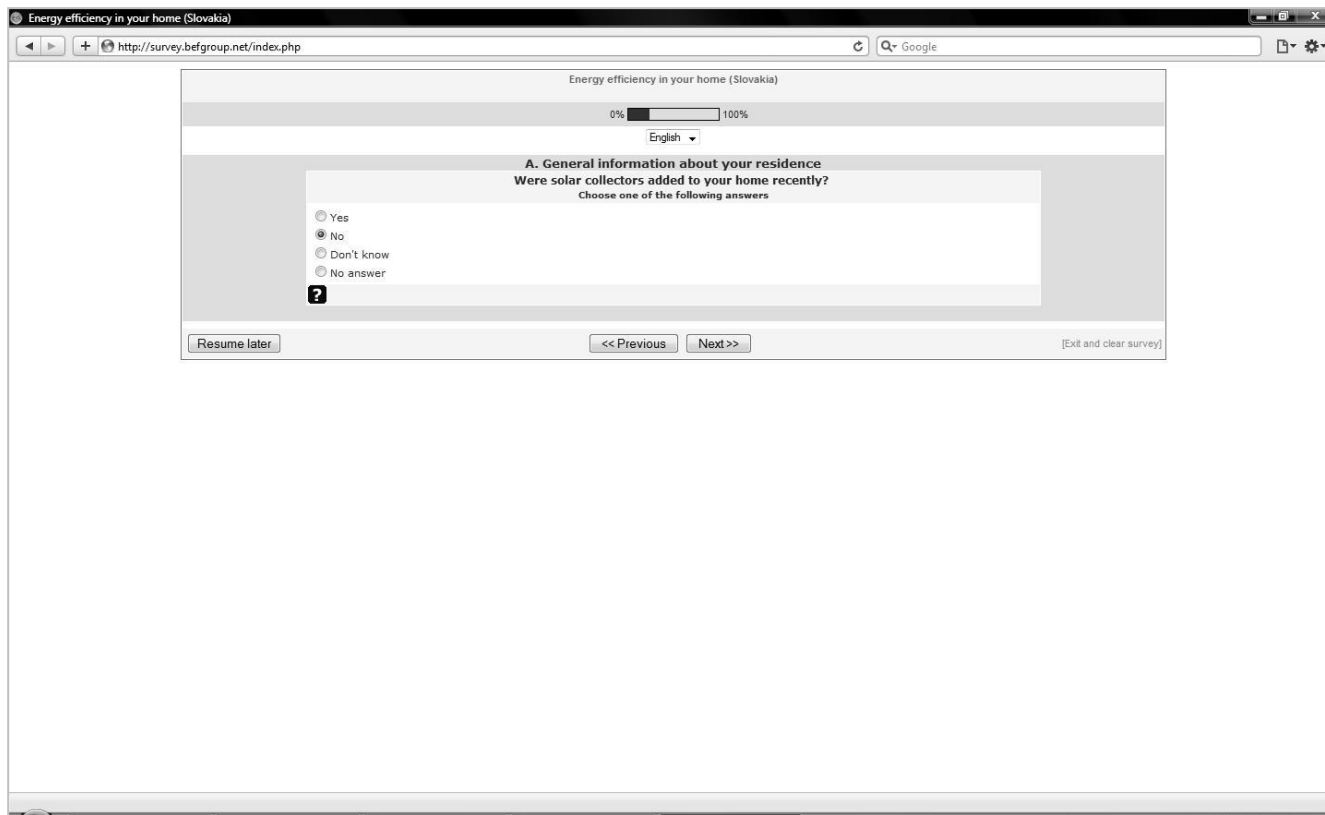 Energy efficiency in your home (Slovakia)
http://survey.befgroup.net/index.php
Google
Energy efficiency in your home (Slovakia)
0% 100%
English
A. General information about your residence
Were solar collectors added to your home recently?
Choose one of the following answers
Yes
No
Don't know
No answer
?
Resume later << Previous Next >> [Exit and clear survey]